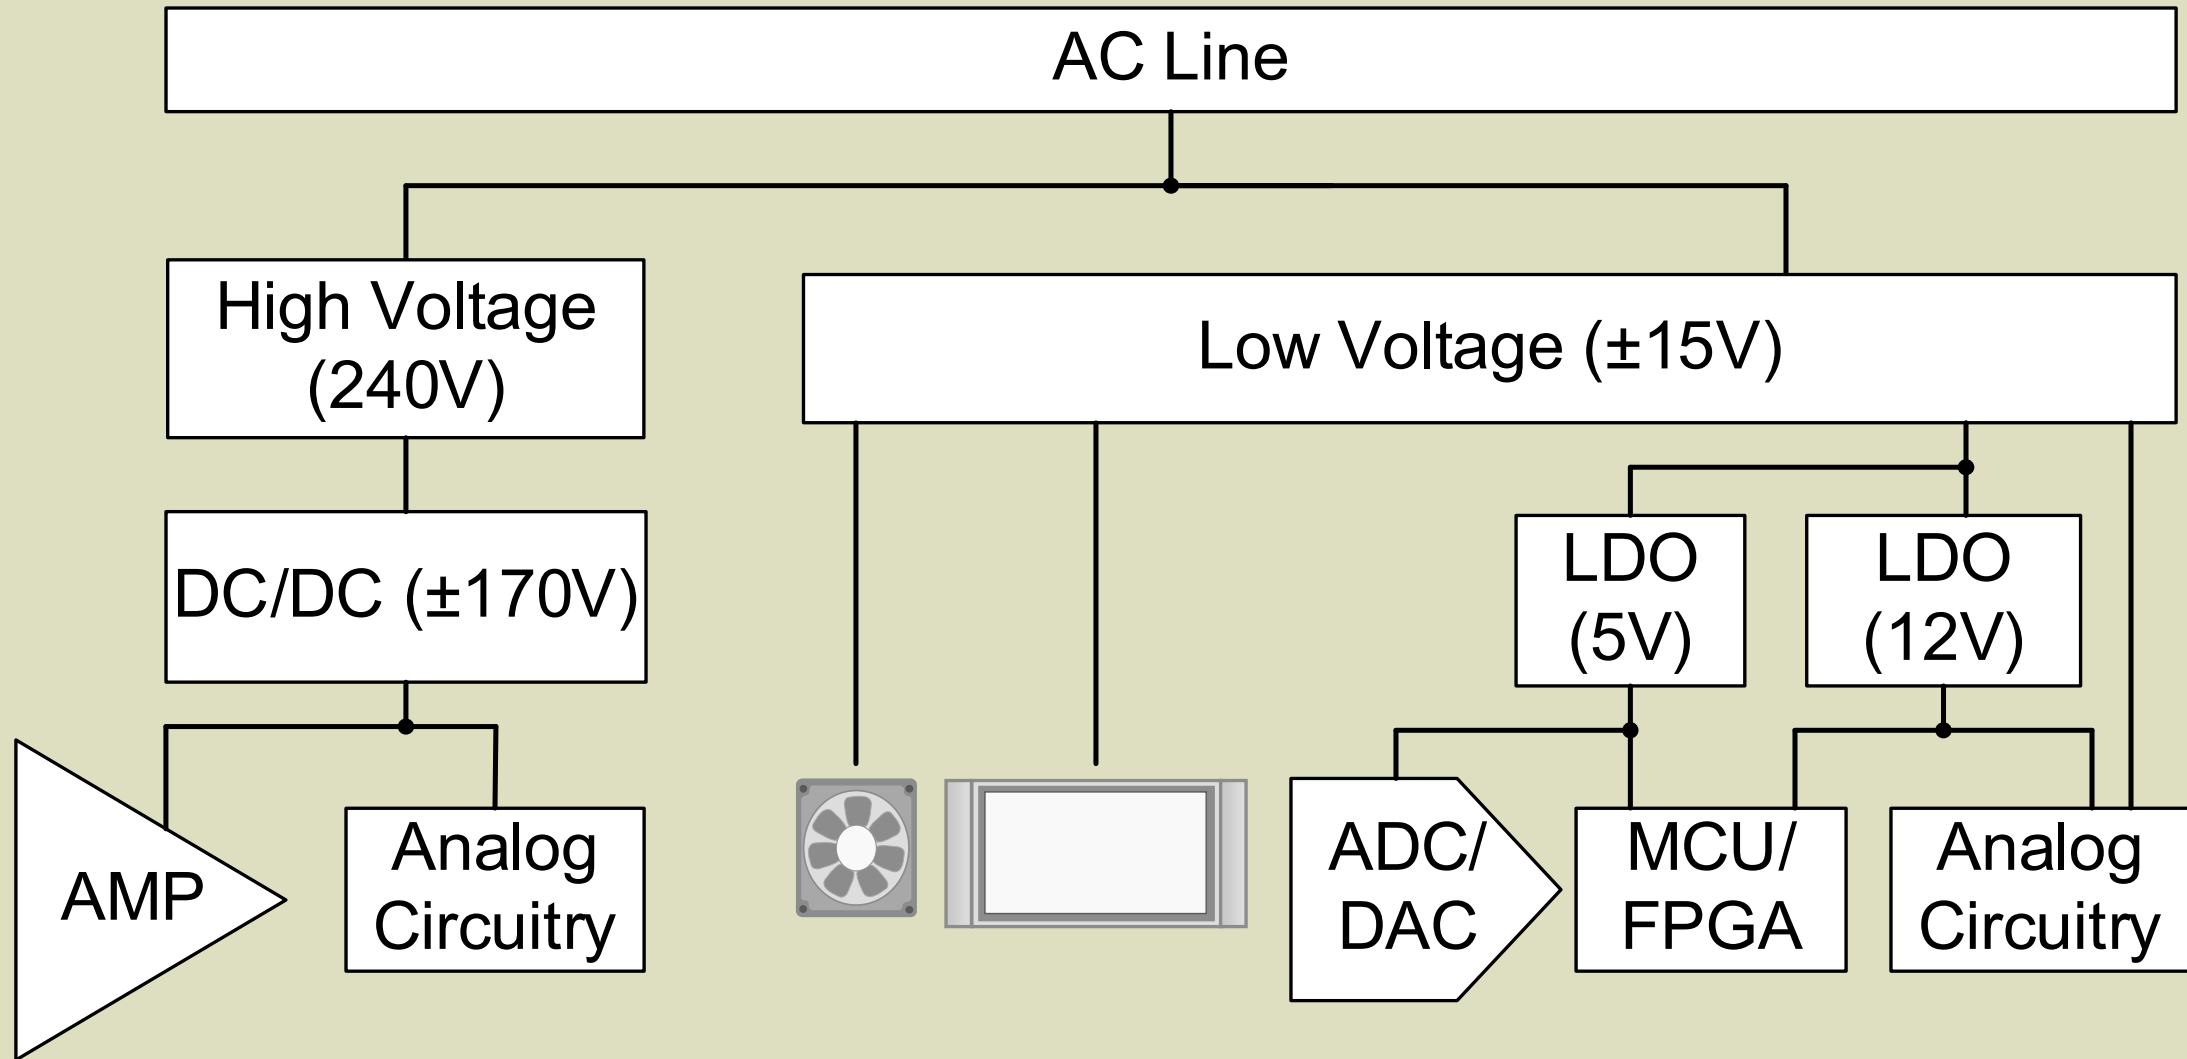 AC Line
High Voltage
(240V)
Low Voltage (±15V)
DC/DC (±170V)
LDO
(5V)
LDO
(12V)
AMP
Analog
Circuitry
ADC/
DAC
MCU/
FPGA
Analog
Circuitry